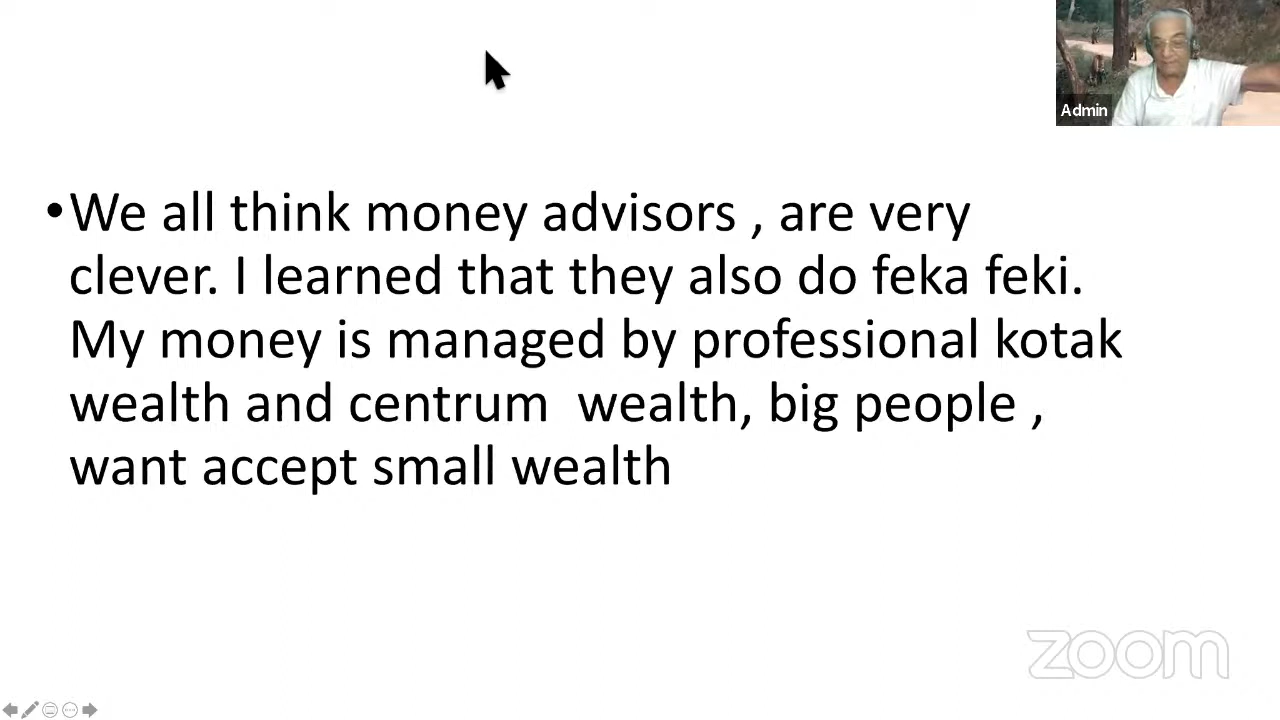 Admin
•We all think money advisors , are very
clever. I learned that they also do feka feki.
My money is managed by professional kotak
wealth and centrum  wealth, big people ,
want accept small wealth
zoom